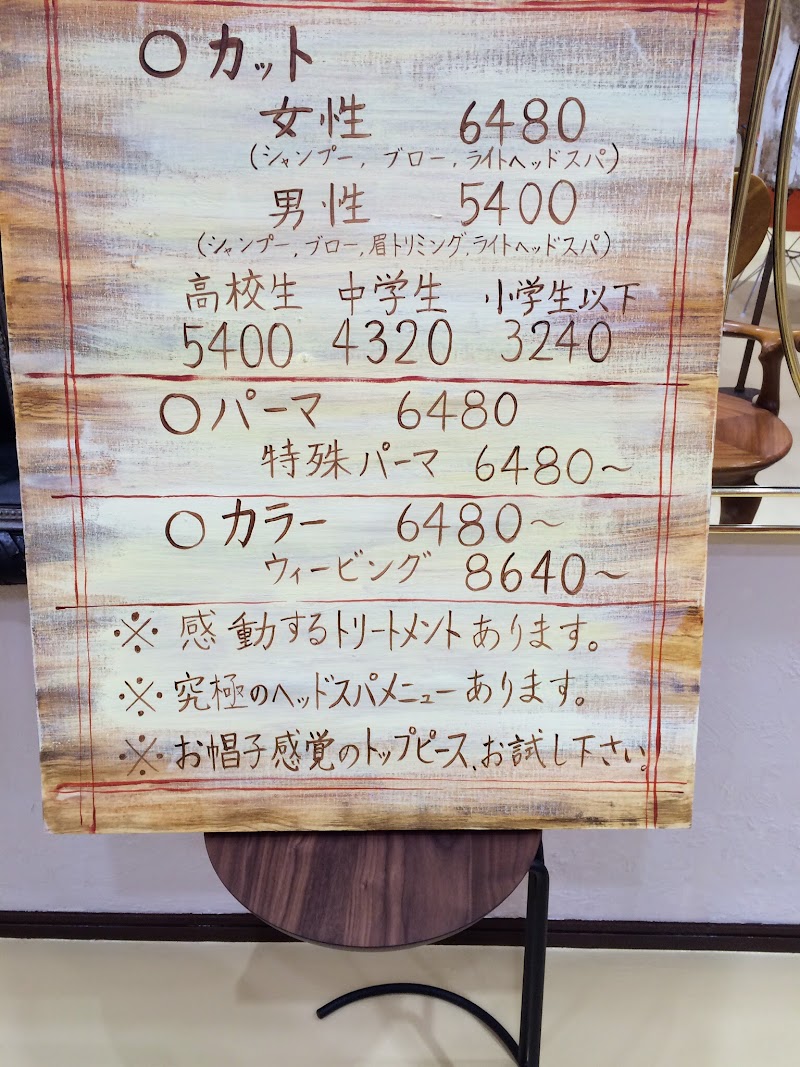 ○カット
女性 6480
(シャンプー, ブロー, ライトヘッドスパ)
男性 5400
(シャンプー, ブロー, 眉トリミング, ライトヘッドスパ)
高校生 中学生 小学生以下
5400 4320 3240
○パーマ 6480
特殊パーマ 6480~
○カラー 6480~
ウィービング 8640~
※ 感動するトリートメントあります。
※ 究極のヘッドスパメニューあります。
※ お帽子感覚のトップピース、お試し下さい!